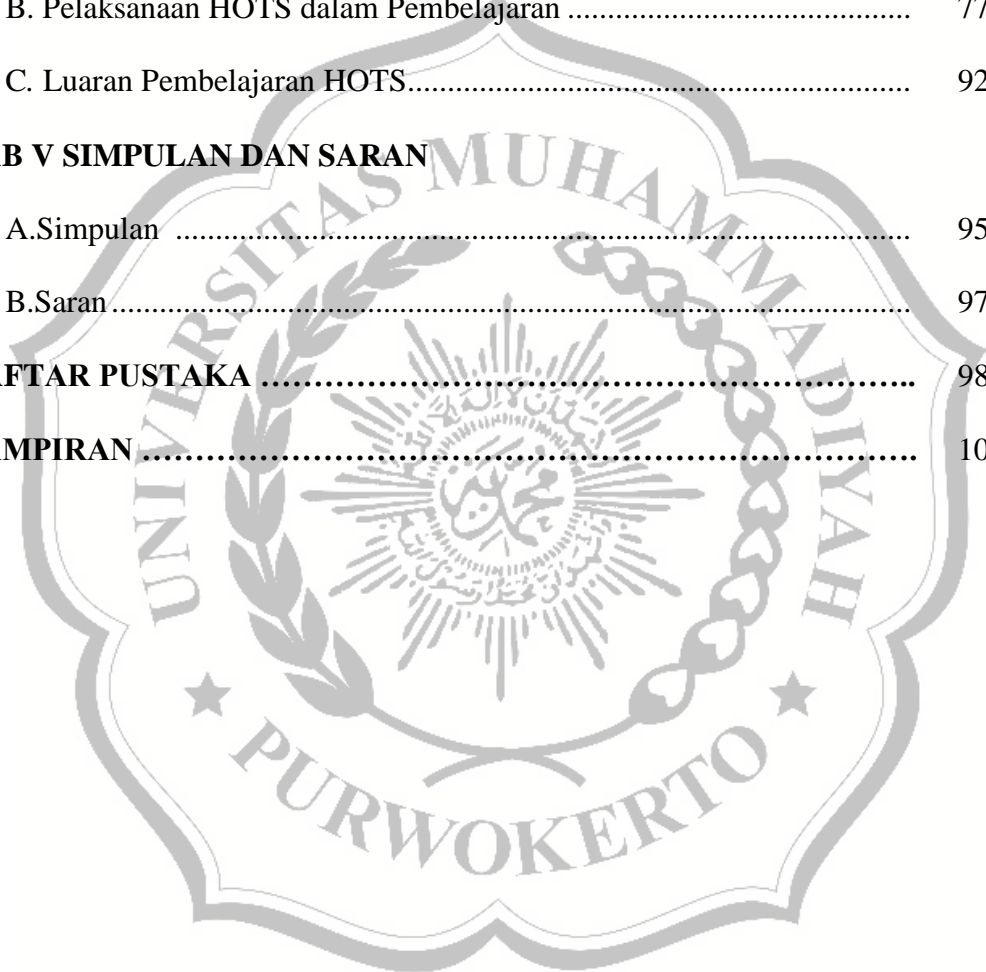 B. Pelaksanaan HOTS dalam Pembelajaran ............................................ 77
C. Luaran Pembelajaran HOTS................................................................ 92
B V SIMPULAN DAN SARAN
A.Simpulan .............................................................................................. 95
B.Saran ...................................................................................................... 97
FTAR PUSTAKA ……………………………………………………….. 98
MPIRAN ……………………………………………………………………. 10
UNIVERSITAS MUHAMMADIYAH
PURWOKERTO